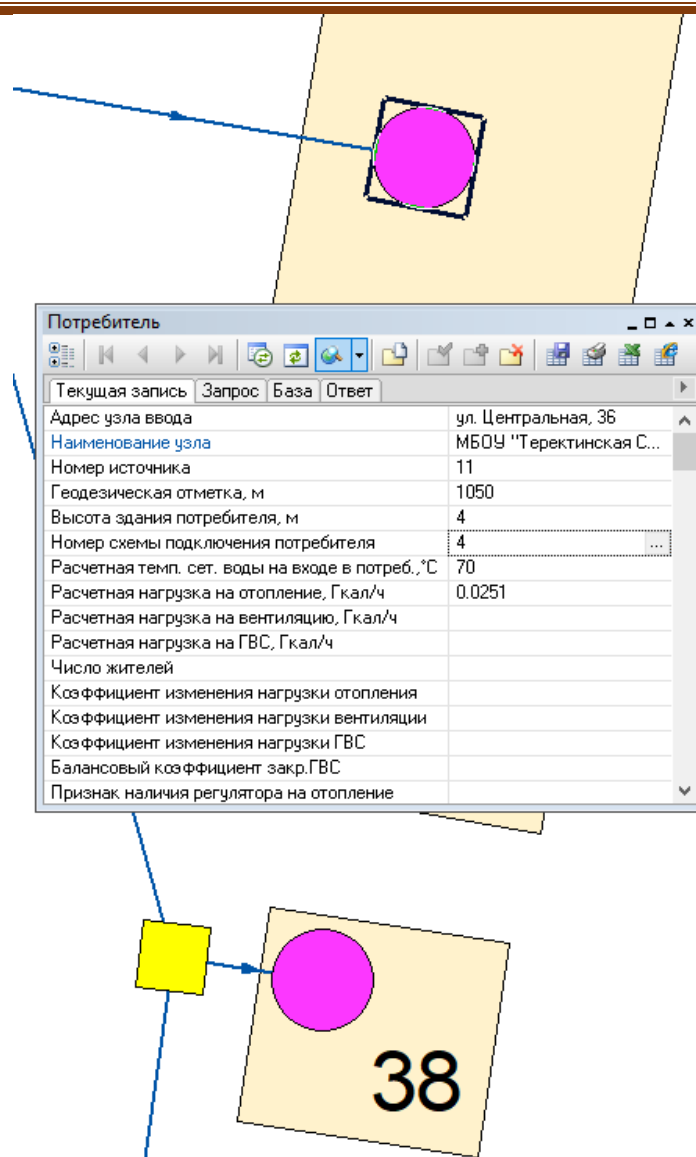 Потребитель
Текущая запись Запрос База Ответ
Адрес узла ввода ул. Центральная, 36
Наименование узла МБОУ "Теректинская С...
Номер источника 11
Геодезическая отметка, м 1050
Высота здания потребителя, м 4
Номер схемы подключения потребителя 4 ...
Расчетная темп. сет. воды на входе в потреб.,°C 70
Расчетная нагрузка на отопление, Гкал/ч 0.0251
Расчетная нагрузка на вентиляцию, Гкал/ч
Расчетная нагрузка на ГВС, Гкал/ч
Число жителей
Коэффициент изменения нагрузки отопления
Коэффициент изменения нагрузки вентиляции
Коэффициент изменения нагрузки ГВС
Балансовый коэффициент закр.ГВС
Признак наличия регулятора на отопление
38